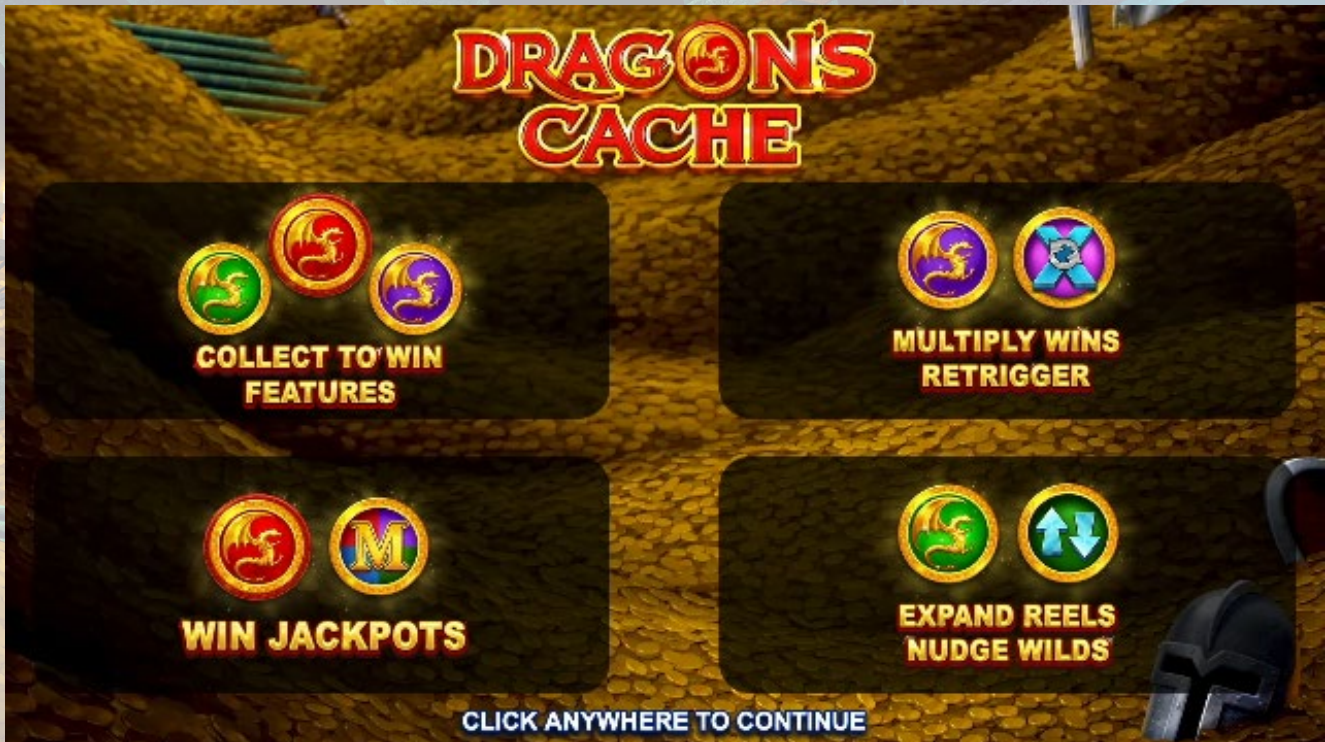 DRAGON'S
CACHE
COLLECT TO WIN
FEATURES
MULTIPLY WINS
RETRIGGER
M
WIN JACKPOTS
EXPAND REELS
NUDGE WILDS
CLICK ANYWHERE TO CONTINUE